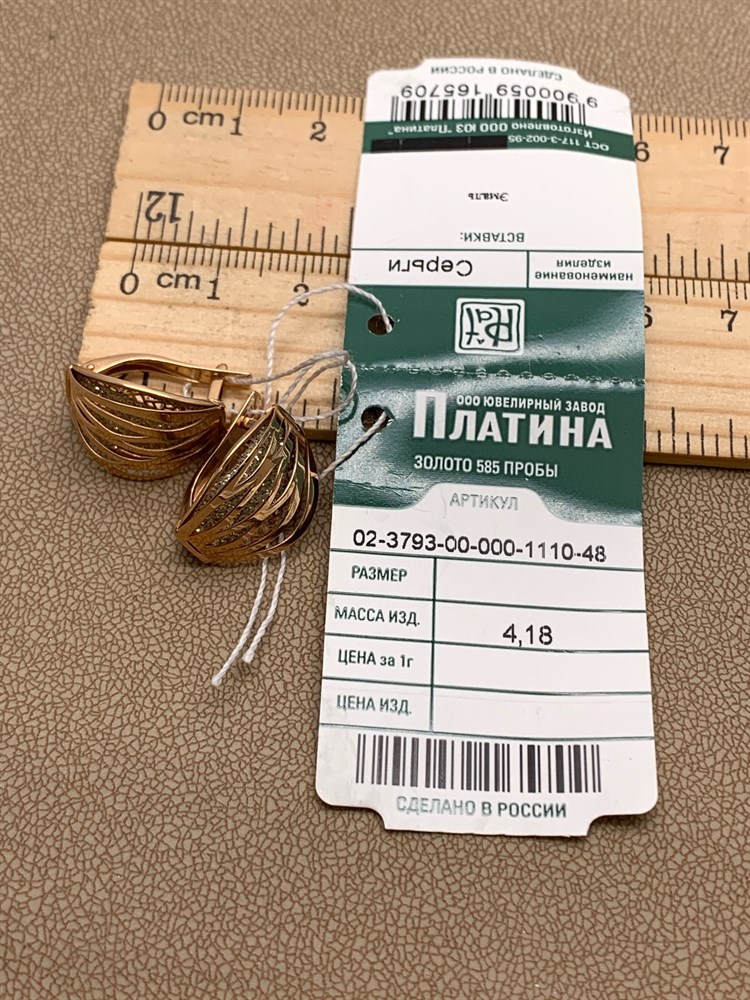 СДЕЛАНО В РОССИИ
9 900059 165709
Изготовлено ООО ЮЗ "Платина"
ОСТ 117-3-002-95
Эмаль
ВСТАВКИ:
наименование изделия
Серьги
Plat
ООО ЮВЕЛИРНЫЙ ЗАВОД
ПЛАТИНА
ЗОЛОТО 585 ПРОБЫ
АРТИКУЛ
02-3793-00-000-1110-48
РАЗМЕР
МАССА ИЗД. 4,18
ЦЕНА за 1г
ЦЕНА ИЗД.
СДЕЛАНО В РОССИИ
0 cm 1 2 6 7
12
0 cm 1 2 6 7